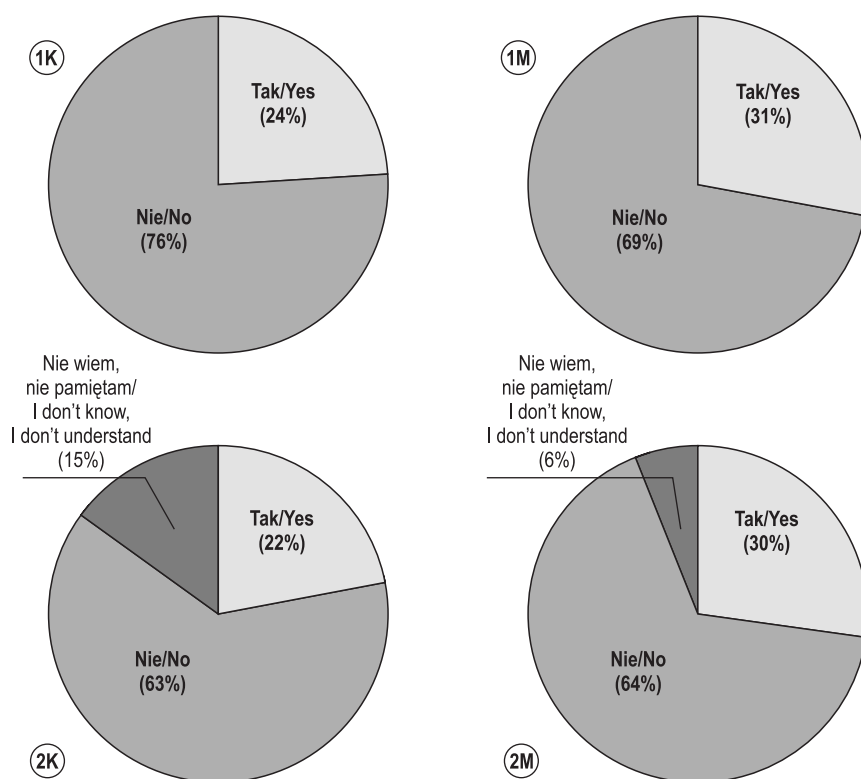 1K
Tak/Yes
(24%)
Nie/No
(76%)
1M
Tak/Yes
(31%)
Nie/No
(69%)
Nie wiem,
nie pamiętam/
I don't know,
I don't understand
(15%)
Tak/Yes
(22%)
Nie/No
(63%)
2K
Nie wiem,
nie pamiętam/
I don't know,
I don't understand
(6%)
Tak/Yes
(30%)
Nie/No
(64%)
2M